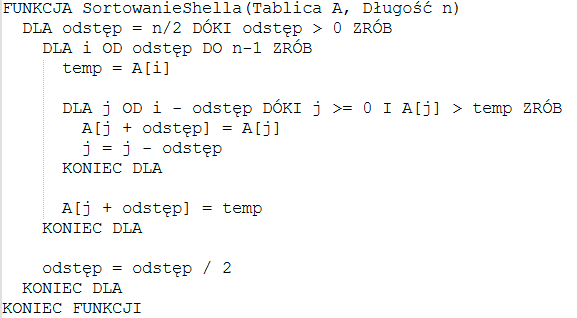 FUNKCJA SortowanieShella(Tablica A, Długość n)
  DLA odstęp = n/2 DÓKI odstęp > 0 ZRÓB
    DLA i OD odstęp DO n-1 ZRÓB
      temp = A[i]
      DLA j OD i - odstęp DÓKI j >= 0 I A[j] > temp ZRÓB
        A[j + odstęp] = A[j]
        j = j - odstęp
      KONIEC DLA
      A[j + odstęp] = temp
    KONIEC DLA
    odstęp = odstęp / 2
  KONIEC DLA
KONIEC FUNKCJI